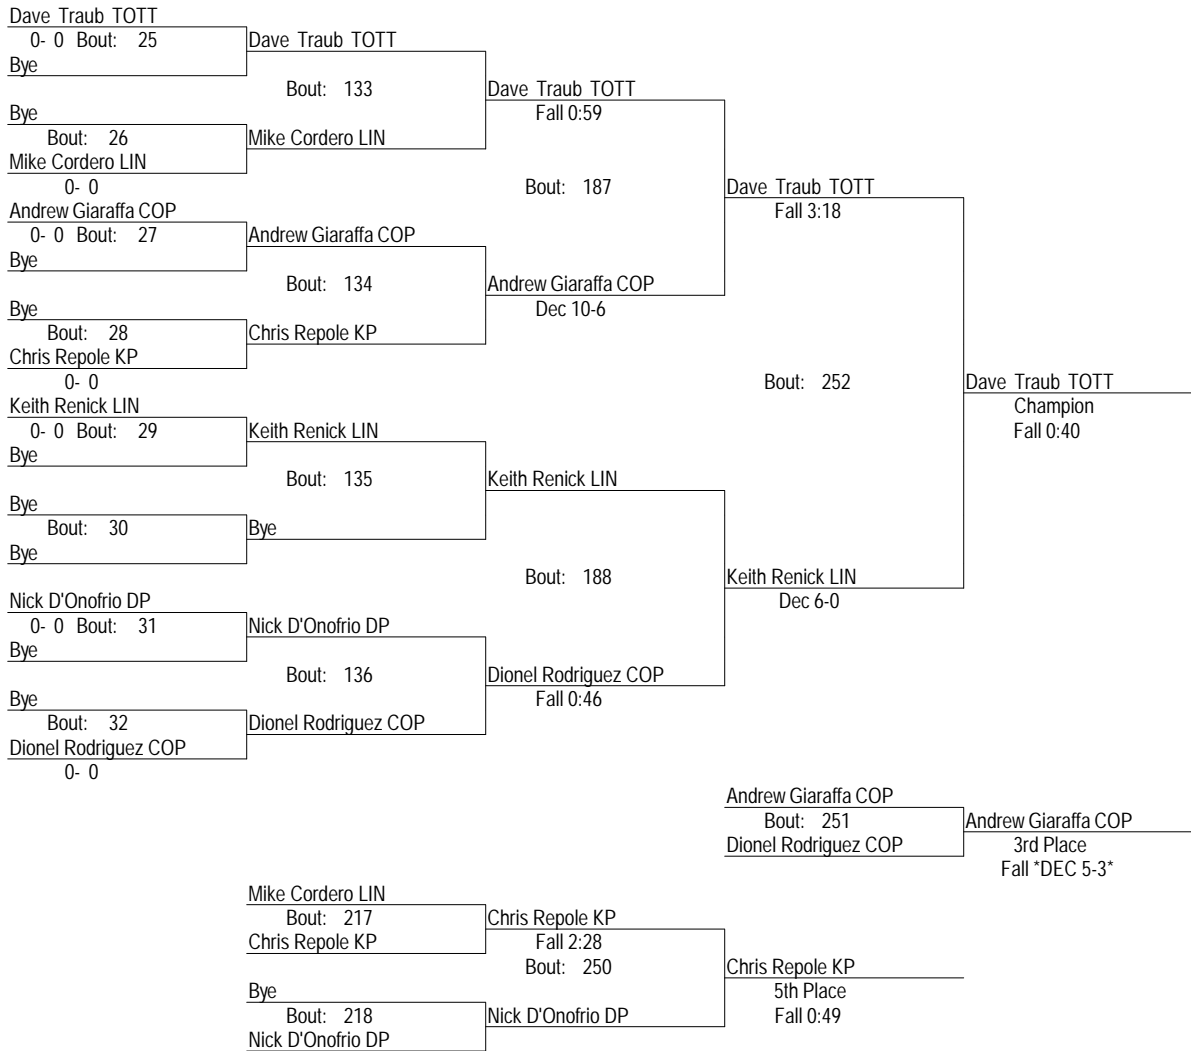 Dave Traub TOTT
0- 0 Bout: 25
Bye
Dave Traub TOTT
Bout: 133
Bye
Bout: 26
Mike Cordero LIN
0- 0
Mike Cordero LIN
Dave Traub TOTT
Fall 0:59
Bout: 187
Andrew Giaraffa COP
0- 0 Bout: 27
Bye
Andrew Giaraffa COP
Bout: 134
Bye
Bout: 28
Chris Repole KP
0- 0
Chris Repole KP
Andrew Giaraffa COP
Dec 10-6
Dave Traub TOTT
Fall 3:18
Bout: 252
Keith Renick LIN
0- 0 Bout: 29
Bye
Keith Renick LIN
Bout: 135
Bye
Bout: 30
Bye
Bye
Keith Renick LIN
Bout: 188
Nick D'Onofrio DP
0- 0 Bout: 31
Bye
Nick D'Onofrio DP
Bout: 136
Bye
Bout: 32
Dionel Rodriguez COP
0- 0
Dionel Rodriguez COP
Dionel Rodriguez COP
Fall 0:46
Keith Renick LIN
Dec 6-0
Dave Traub TOTT
Champion
Fall 0:40
Andrew Giaraffa COP
Bout: 251
Dionel Rodriguez COP
Andrew Giaraffa COP
3rd Place
Fall *DEC 5-3*
Mike Cordero LIN
Bout: 217
Chris Repole KP
Chris Repole KP
Fall 2:28
Bout: 250
Bye
Bout: 218
Nick D'Onofrio DP
Nick D'Onofrio DP
Chris Repole KP
5th Place
Fall 0:49